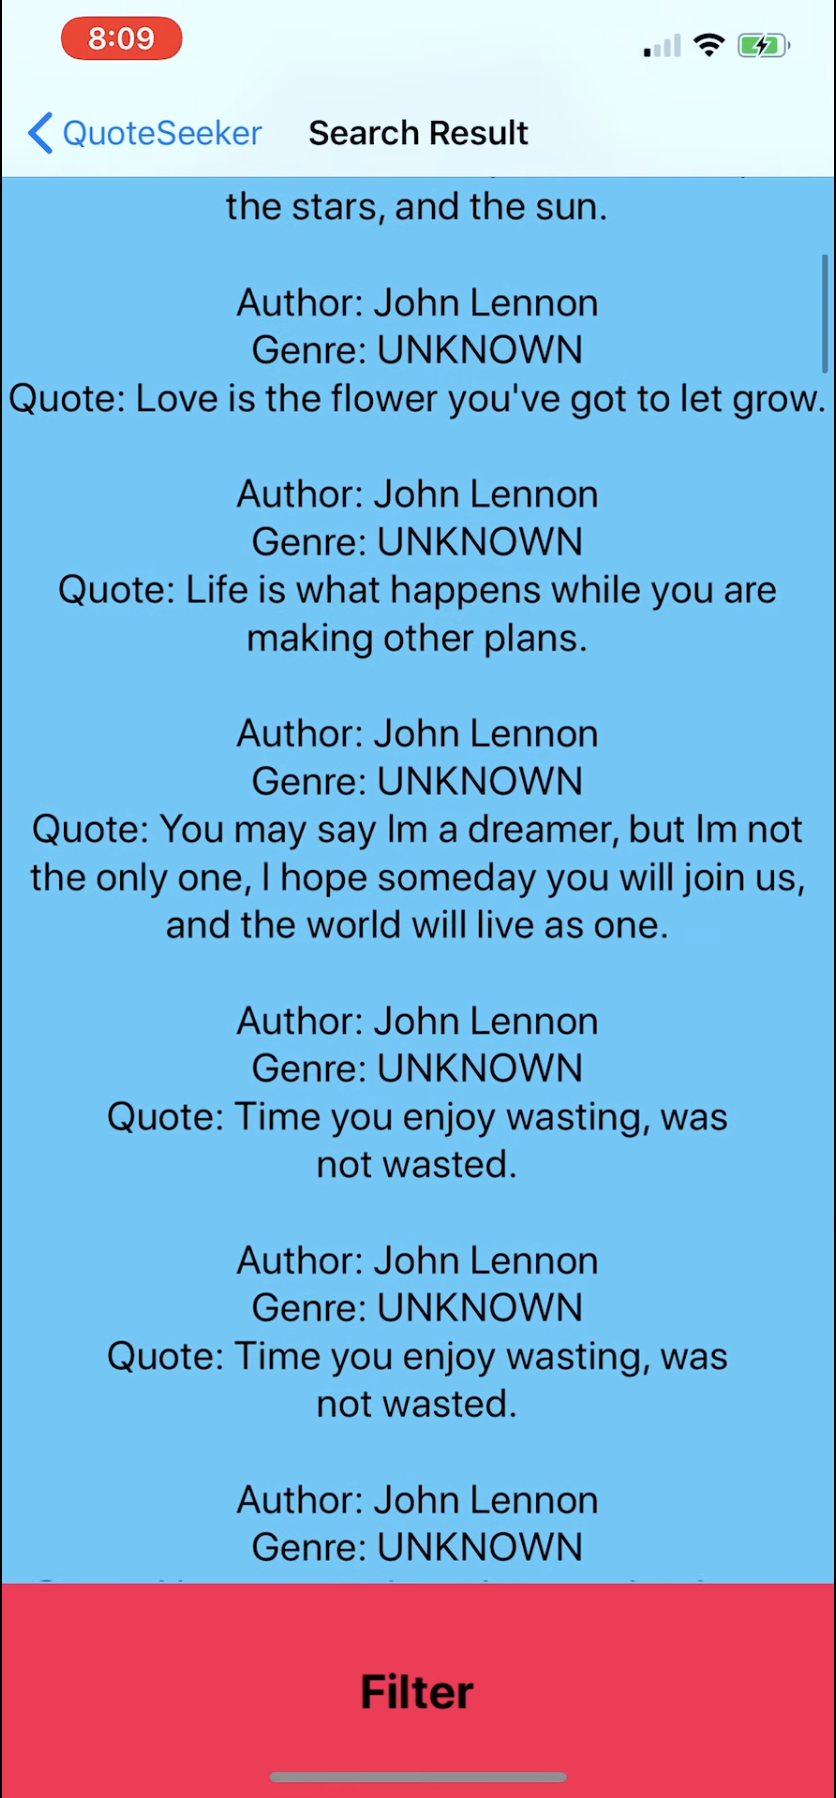 8:09
QuoteSeeker Search Result
the stars, and the sun.
Author: John Lennon
Genre: UNKNOWN
Quote: Love is the flower you've got to let grow.
Author: John Lennon
Genre: UNKNOWN
Quote: Life is what happens while you are
making other plans.
Author: John Lennon
Genre: UNKNOWN
Quote: You may say Im a dreamer, but Im not
the only one, I hope someday you will join us,
and the world will live as one.
Author: John Lennon
Genre: UNKNOWN
Quote: Time you enjoy wasting, was
not wasted.
Author: John Lennon
Genre: UNKNOWN
Quote: Time you enjoy wasting, was
not wasted.
Author: John Lennon
Genre: UNKNOWN
Filter